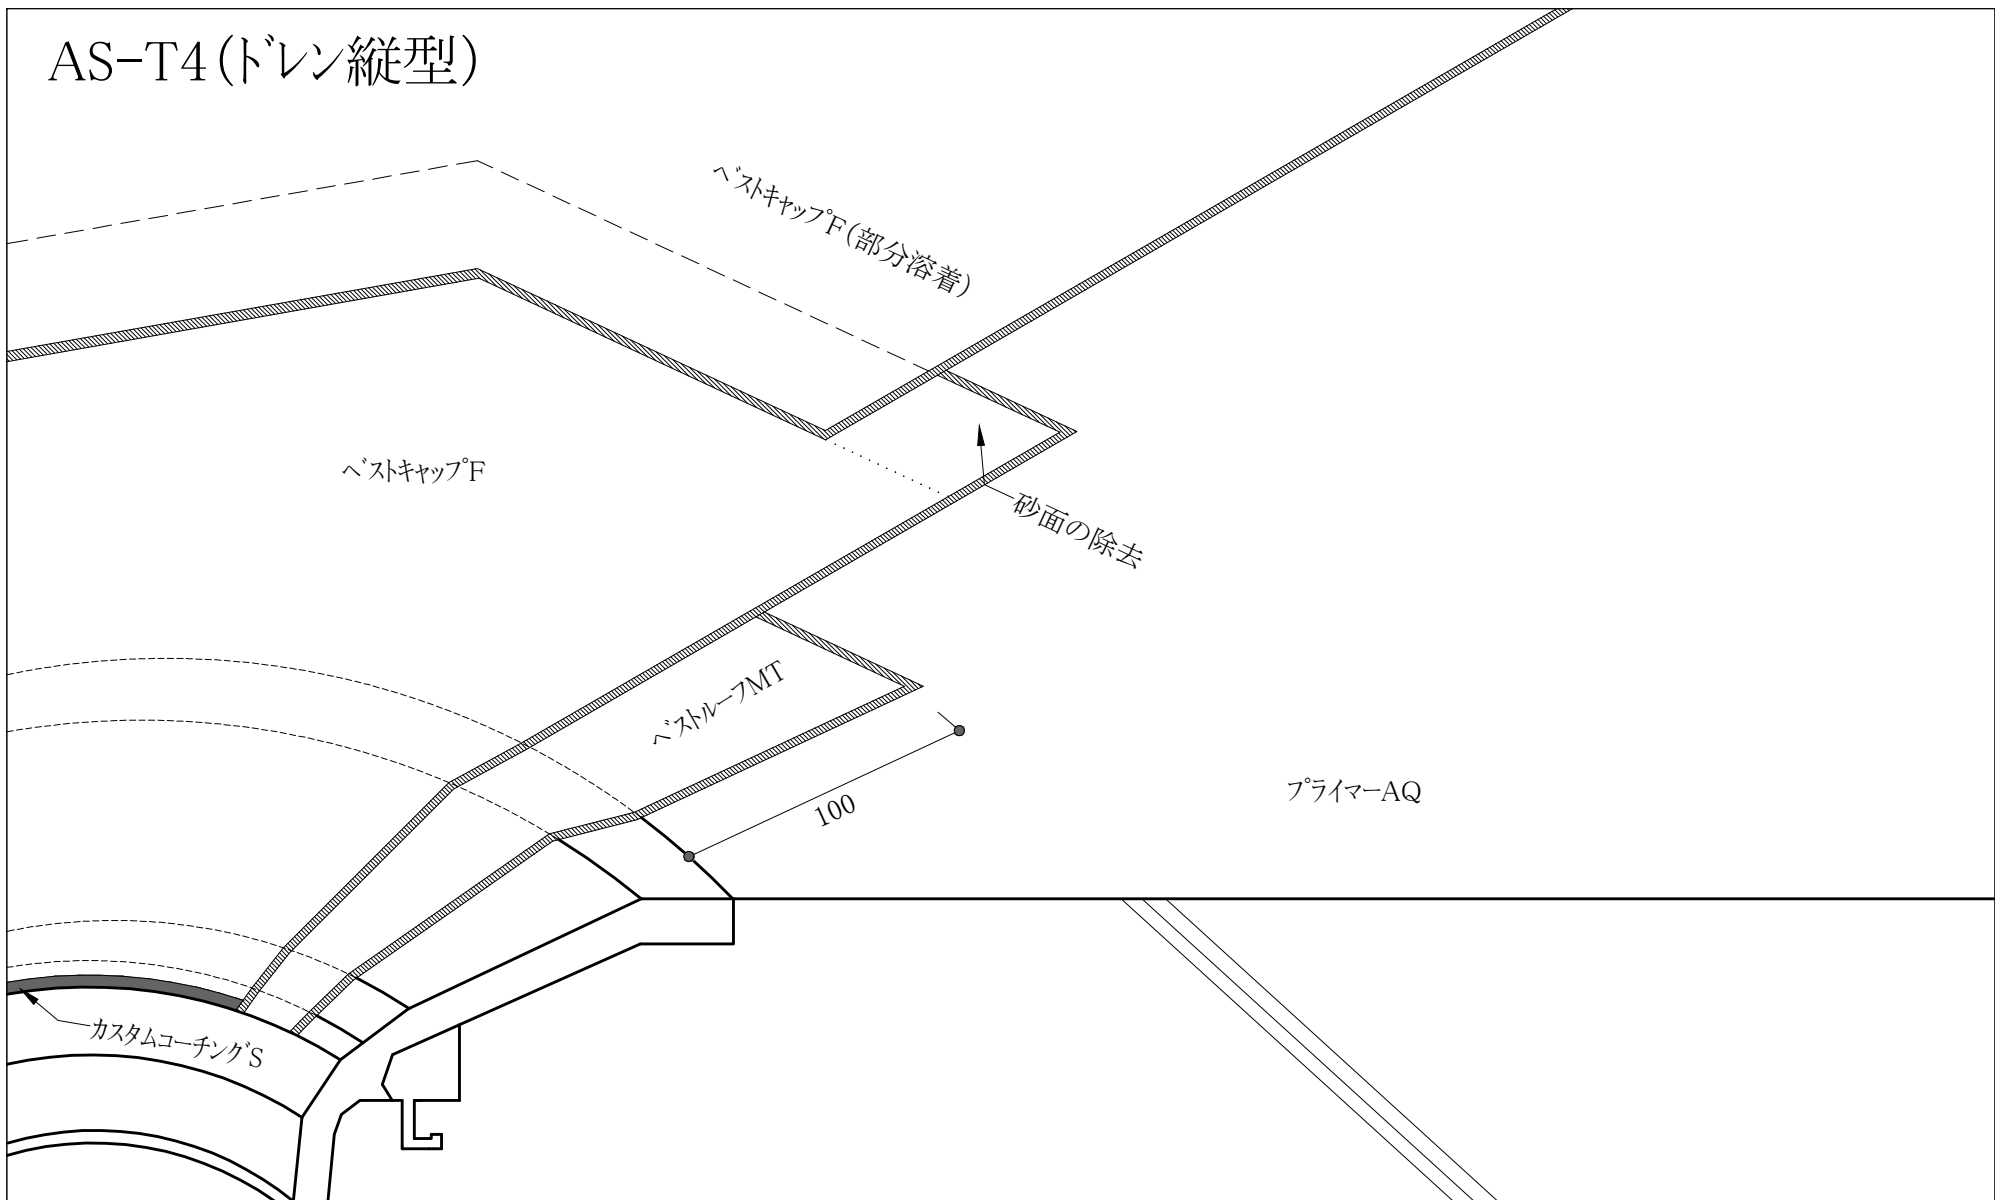 AS-T4(ドレン縦型)
ベストキャップF(部分溶着)
ベストキャップF
砂面の除去
ベストルーフMT
100
プライマーAQ
カスタムコーチングS